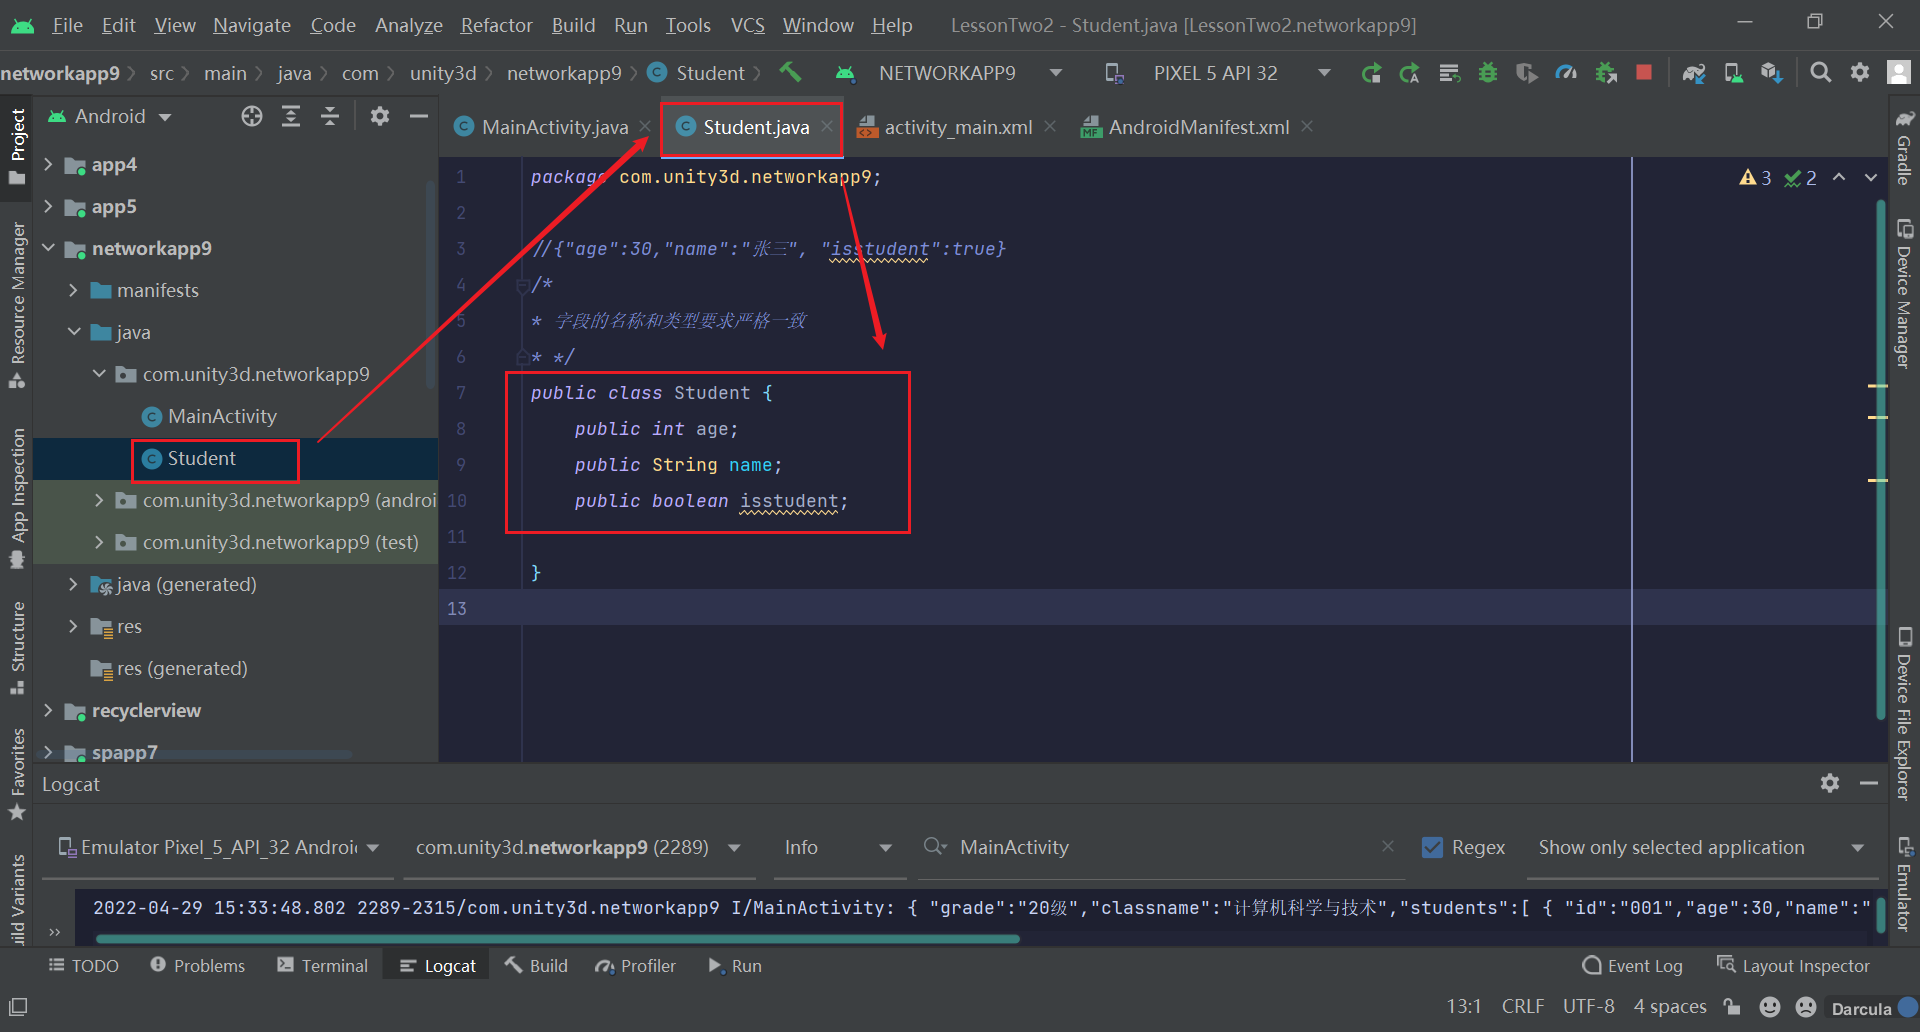 File Edit View Navigate Code Analyze Refactor Build Run Tools VCS Window Help LessonTwo2 - Student.java [LessonTwo2.networkapp9]
networkapp9 src main java com unity3d networkapp9 Student NETWORKAPP9 PIXEL 5 API 32
Android
MainActivity.java Student.java activity_main.xml AndroidManifest.xml
Project
Resource Manager
App Inspection
Structure
Favorites
uild Variants
app4
app5
networkapp9
manifests
java
com.unity3d.networkapp9
MainActivity
Student
com.unity3d.networkapp9 (androi
com.unity3d.networkapp9 (test)
java (generated)
res
res (generated)
recyclerview
spapp7
1 package com.unity3d.networkapp9;
2
3 //{"age":30,"name":"张三", "isstudent":true}
4 /*
5 * 字段的名称和类型要求严格一致
6 * */
7 public class Student {
8 public int age;
9 public String name;
10 public boolean isstudent;
11
12 }
13
3 2
Gradle
Device Manager
Device File Explorer
Emulator
Logcat
Emulator Pixel_5_API_32 Androi com.unity3d.networkapp9 (2289) Info MainActivity Regex Show only selected application
2022-04-29 15:33:48.802 2289-2315/com.unity3d.networkapp9 I/MainActivity: { "grade":"20级","classname":"计算机科学与技术","students":[ { "id":"001","age":30,"name":"
TODO Problems Terminal Logcat Build Profiler Run Event Log Layout Inspector
13:1 CRLF UTF-8 4 spaces Darcula